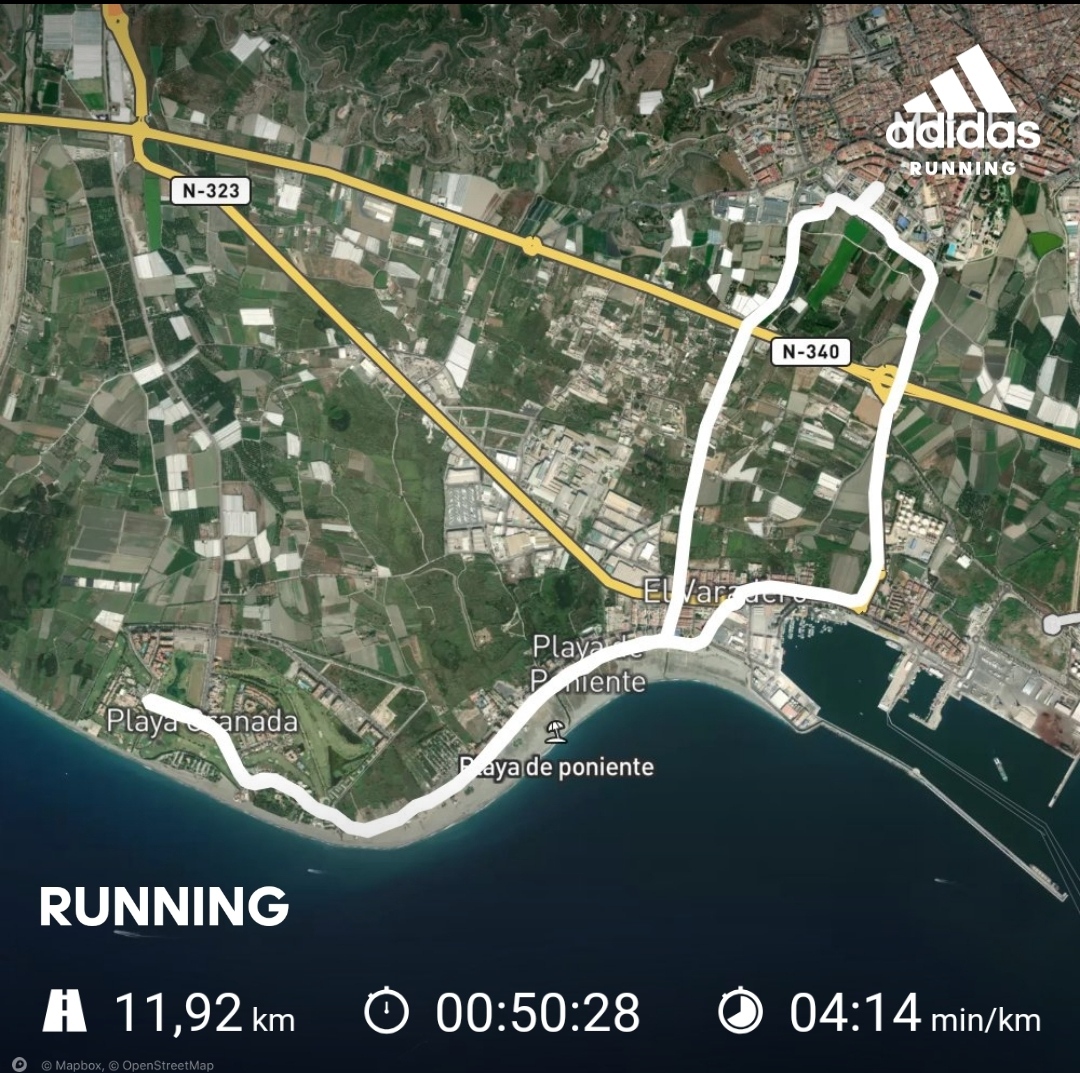 adidas
RUNNING
N-323
N-340
El Varadero
Playa de
Poniente
Playa Granada
Playa de poniente
RUNNING
11,92 km
00:50:28
04:14 min/km
© Mapbox, © OpenStreetMap